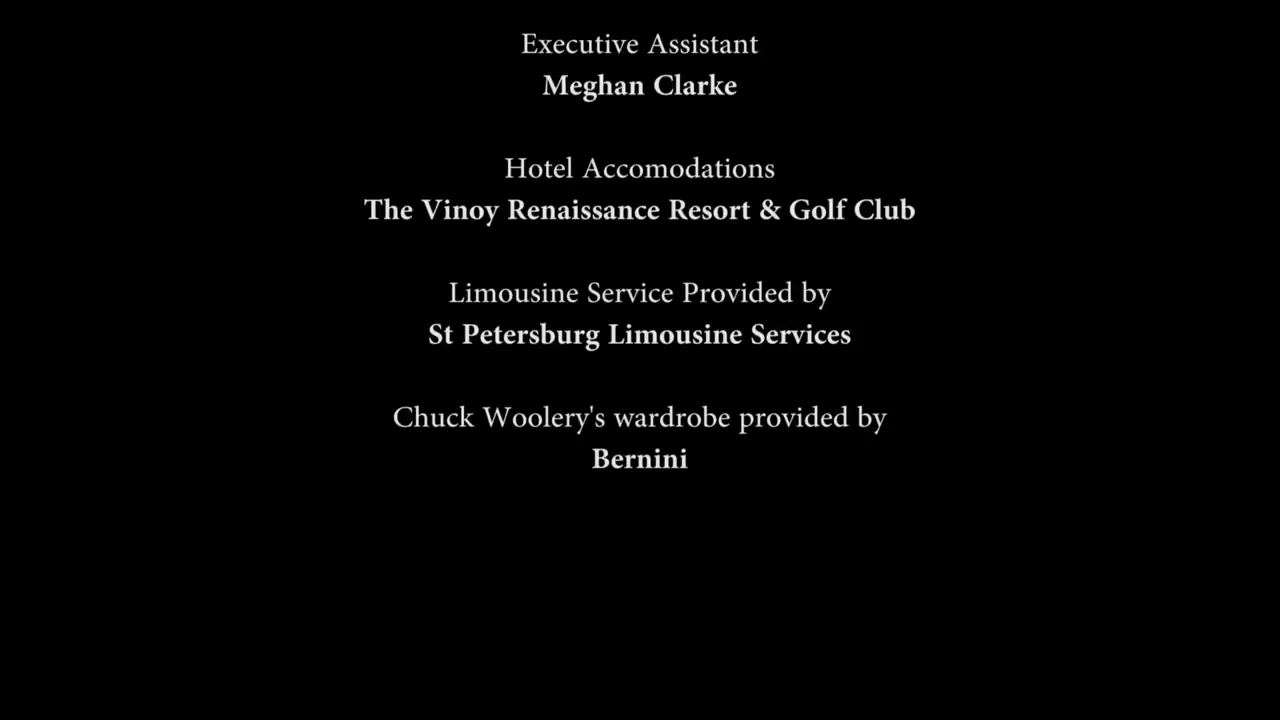 Executive Assistant
Meghan Clarke
Hotel Accomodations
The Vinoy Renaissance Resort & Golf Club
Limousine Service Provided by
St Petersburg Limousine Services
Chuck Woolery's wardrobe provided by
Bernini